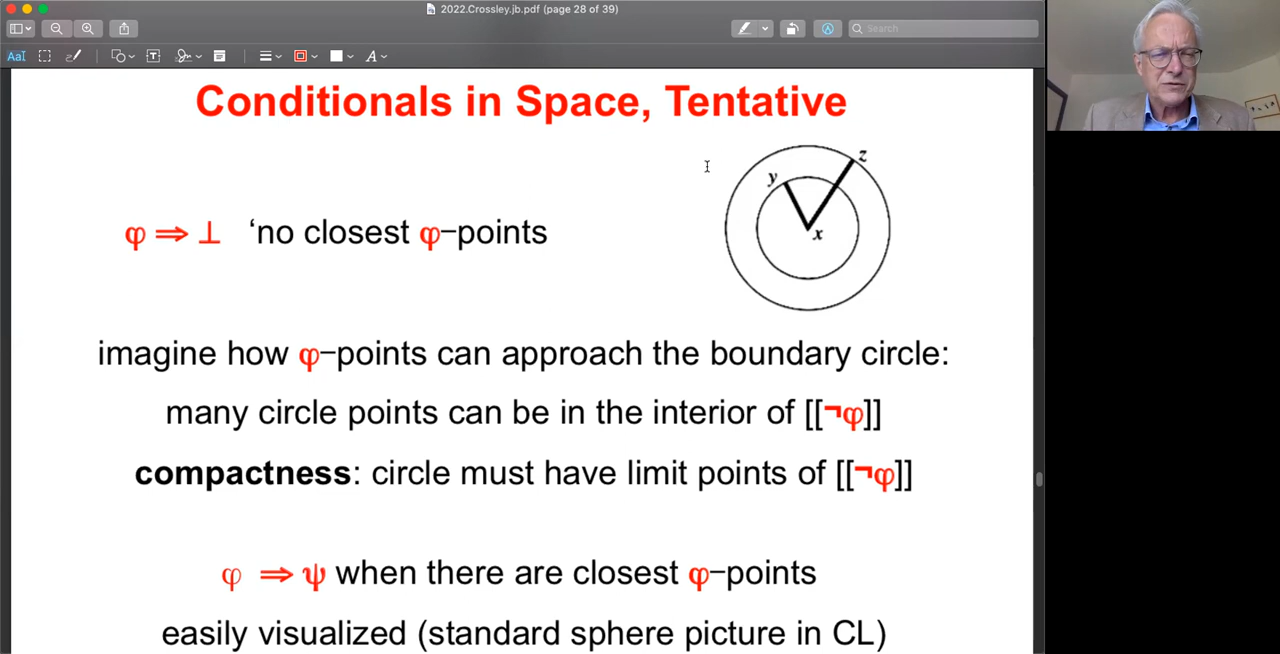 2022.Crossley.jb.pdf (page 28 of 39)
Search
Conditionals in Space, Tentative
z
y
φ ⇒ ⊥ ‘no closest φ–points
x
imagine how φ–points can approach the boundary circle:
many circle points can be in the interior of [[¬φ]]
compactness: circle must have limit points of [[¬φ]]
φ ⇒ ψ when there are closest φ–points
easily visualized (standard sphere picture in CL)